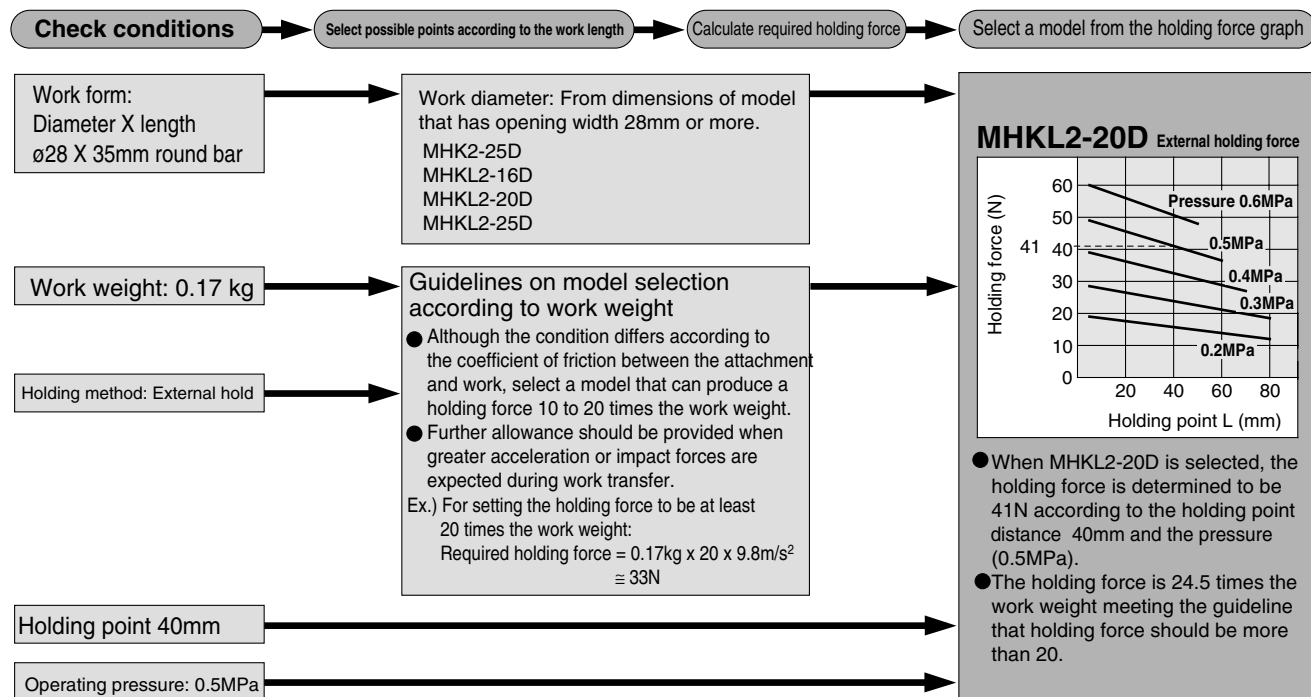 Check conditions
Select possible points according to the work length
Calculate required holding force
Select a model from the holding force graph
Work form:
Diameter X length
ø28 X 35mm round bar
Work diameter: From dimensions of model
that has opening width 28mm or more.
MHK2-25D
MHKL2-16D
MHKL2-20D
MHKL2-25D
Work weight: 0.17 kg
Holding method: External hold
Guidelines on model selection
according to work weight
● Although the condition differs according to
the coefficient of friction between the attachment
and work, select a model that can produce a
holding force 10 to 20 times the work weight.
● Further allowance should be provided when
greater acceleration or impact forces are
expected during work transfer.
Ex.) For setting the holding force to be at least
20 times the work weight:
Required holding force = 0.17kg x 20 x 9.8m/s²
≅ 33N
Holding point 40mm
Operating pressure: 0.5MPa
MHKL2-20D External holding force
Holding force (N)
60
50
41
40
30
20
10
0
Pressure 0.6MPa
0.5MPa
0.4MPa
0.3MPa
0.2MPa
20 40 60 80
Holding point L (mm)
● When MHKL2-20D is selected, the
holding force is determined to be
41N according to the holding point
distance 40mm and the pressure
(0.5MPa).
● The holding force is 24.5 times the
work weight meeting the guideline
that holding force should be more
than 20.